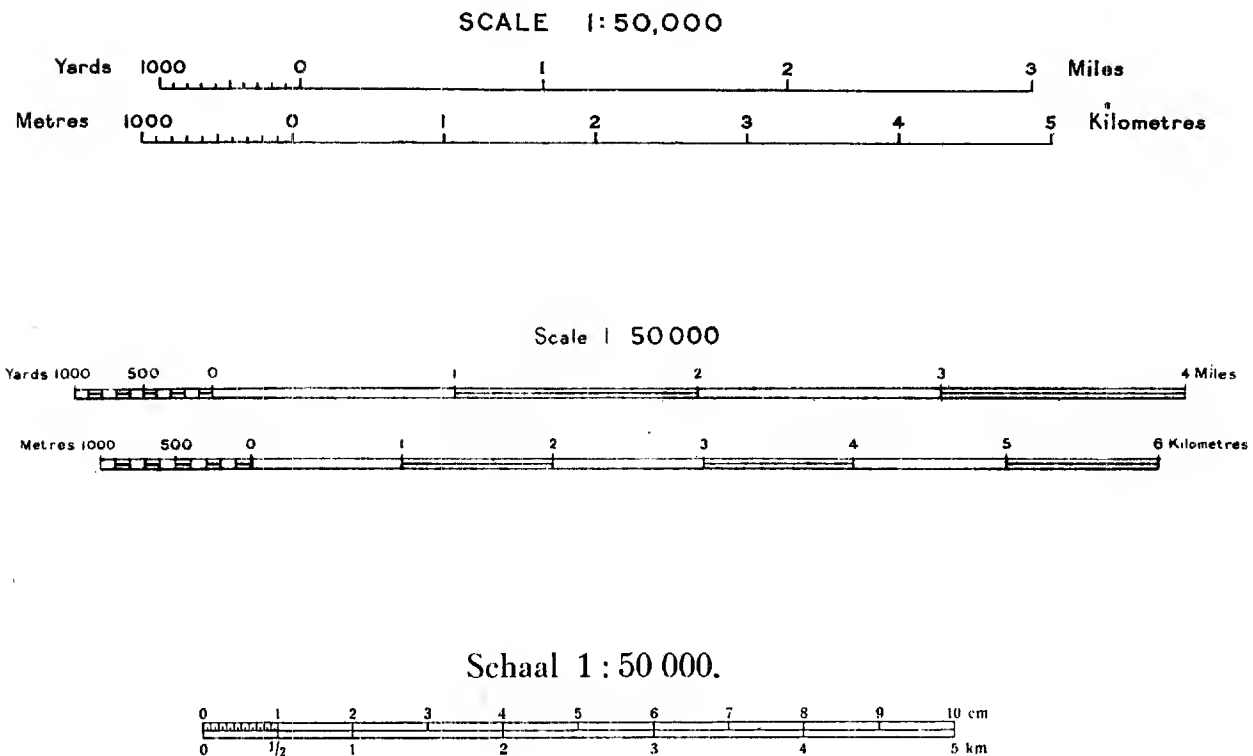 SCALE 1:50,000
Yards 1000 0 1 2 3 Miles
Metres 1000 0 1 2 3 4 5 Kilometres
Scale 1 50 000
Yards 1000 500 0 1 2 3 4 Miles
Metres 1000 500 0 1 2 3 4 5 6 Kilometres
Schaal 1 : 50 000.
0 1 2 3 4 5 6 7 8 9 10 cm
0 1/2 1 2 3 4 5 km